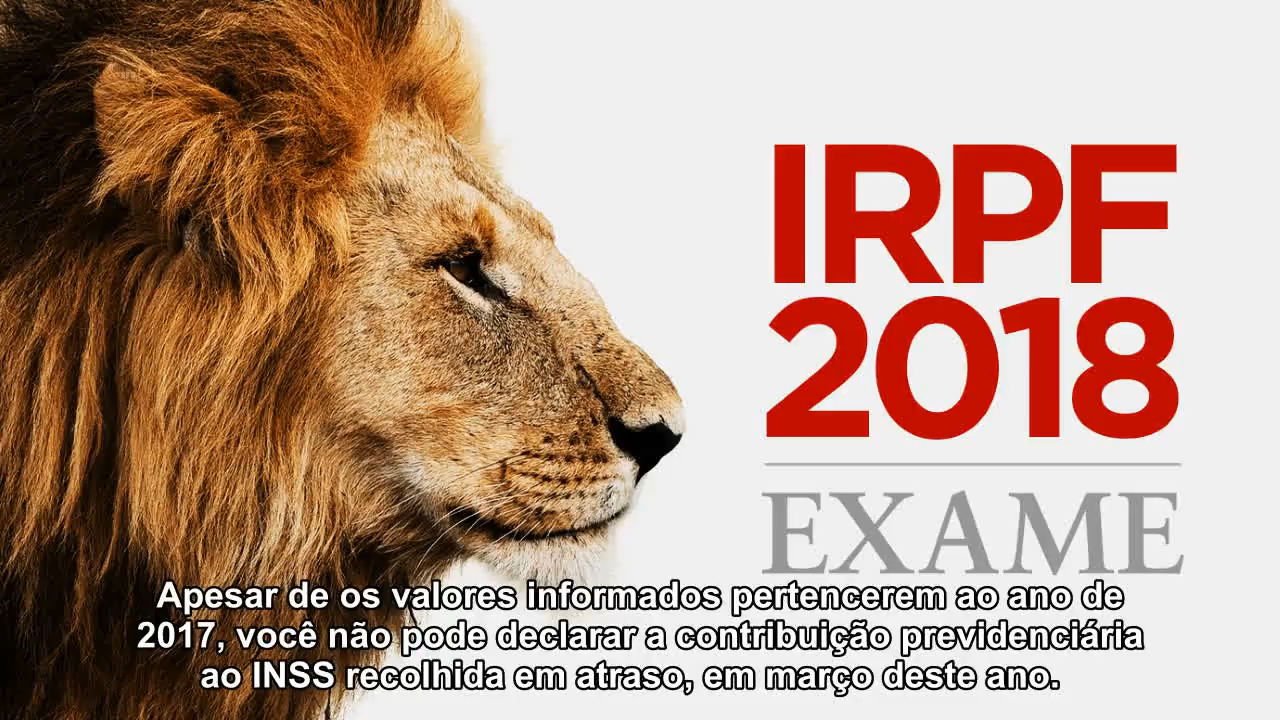 IRPF
2018
EXAME
Apesar de os valores informados pertencerem ao ano de
2017, você não pode declarar a contribuição previdenciária
ao INSS recolhida em atraso, em março deste ano.